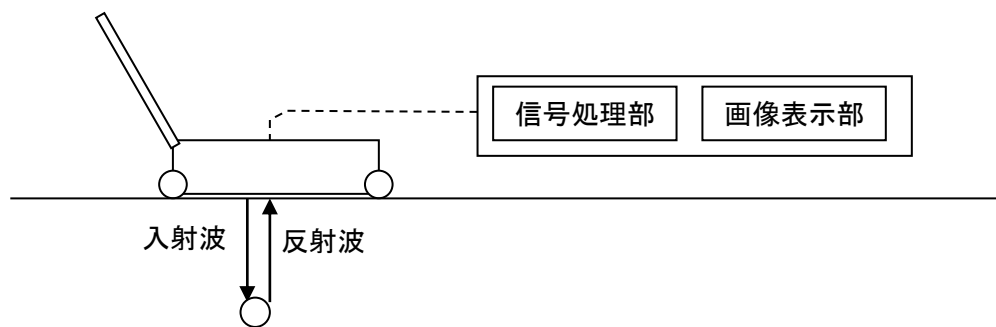 信号処理部
画像表示部
入射波
反射波